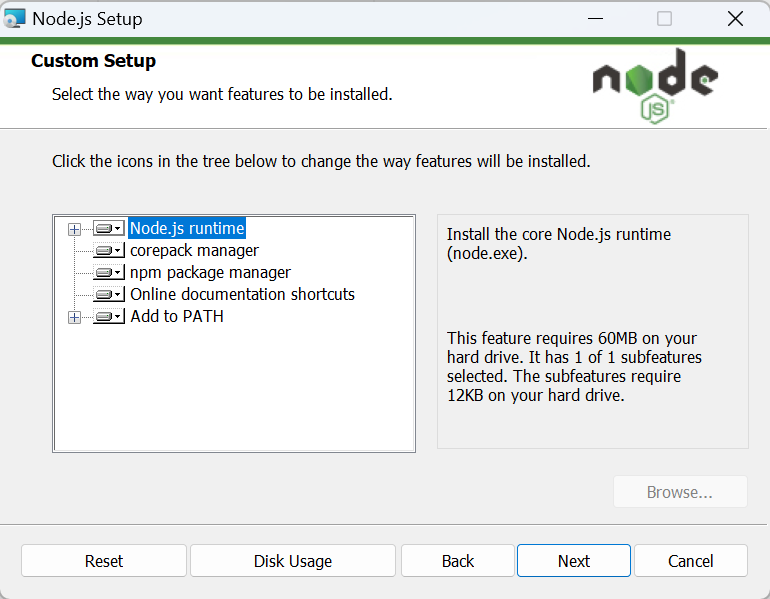 Node.js Setup
Custom Setup
Select the way you want features to be installed.
node
JS
Click the icons in the tree below to change the way features will be installed.
Node.js runtime
corepack manager
npm package manager
Online documentation shortcuts
Add to PATH
Install the core Node.js runtime
(node.exe).
This feature requires 60MB on your
hard drive. It has 1 of 1 subfeatures
selected. The subfeatures require
12KB on your hard drive.
Browse...
Reset
Disk Usage
Back
Next
Cancel